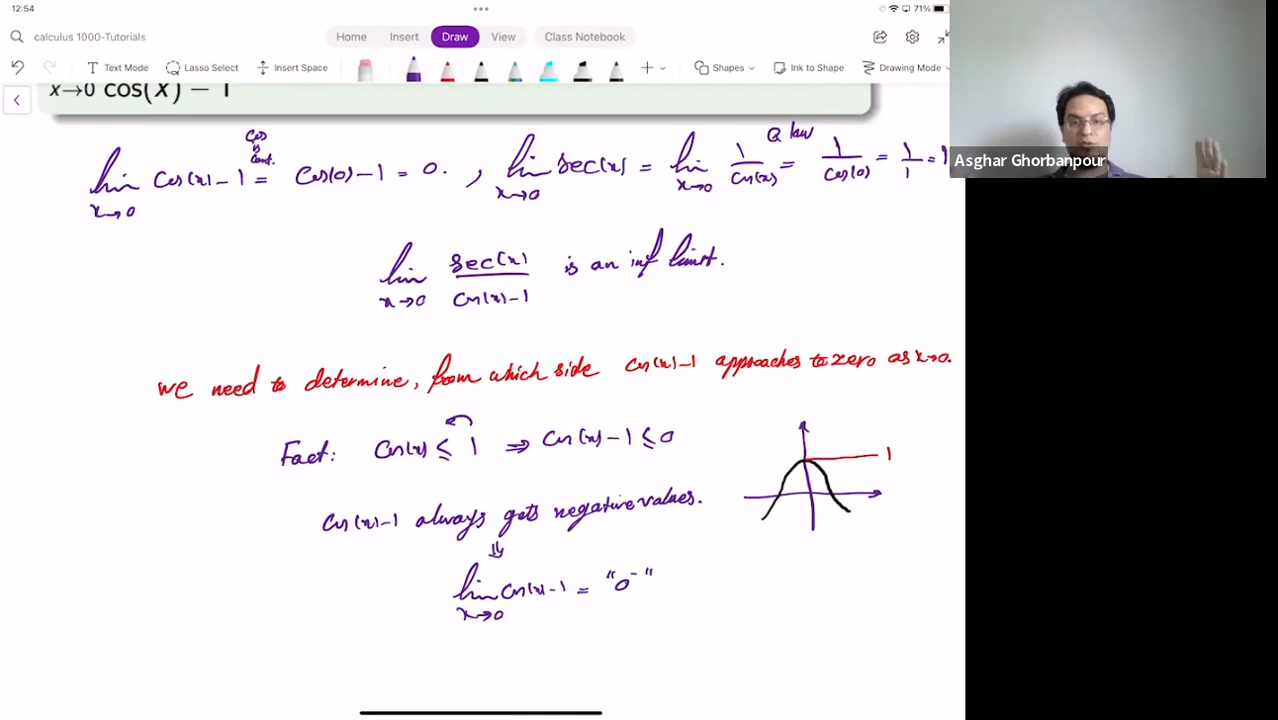 12:54
71%
calculus 1000-Tutorials
Home Insert Draw View Class Notebook
Text Mode Lasso Select Insert Space Shapes Ink to Shape Drawing Mode
x→0 cos(x) − 1
Cos is cont.
Q law
lim x→0 Cos(x)-1 = Cos(0)-1 = 0. , lim x→0 sec(x) = lim x→0 1/cos(x) = 1/cos(0) = 1/1 = 1
lim x→0 sec(x)/cos(x)-1 is an inf limit.
we need to determine, from which side cos(x)-1 approaches to zero as x→0.
Fact: Cos(x) ≤ 1 ⇒ Cos(x)-1 ≤ 0
1
Cos(x)-1 always gets negative values.
⇓
lim x→0 Cos(x)-1 = "0⁻"
Asghar Ghorbanpour